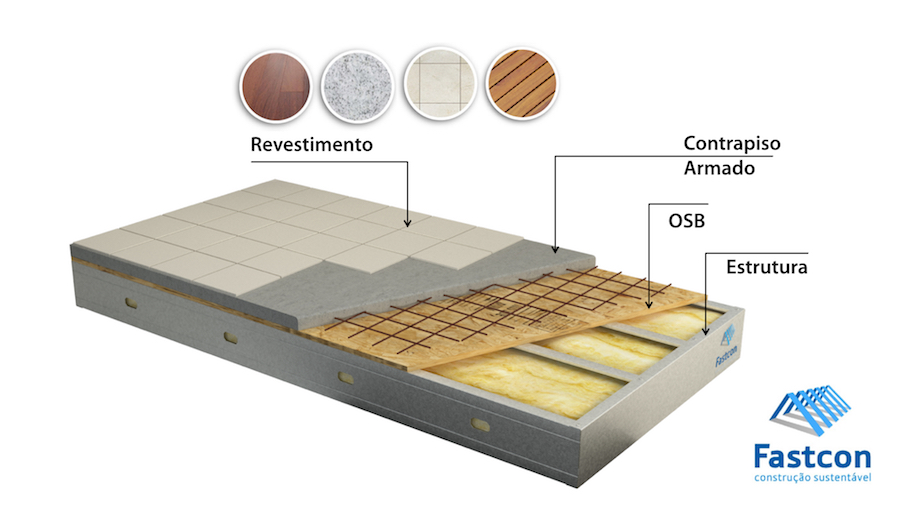 Revestimento
Contrapiso
Armado
OSB
Estrutura
Fastcon
Fastcon
construção sustentável